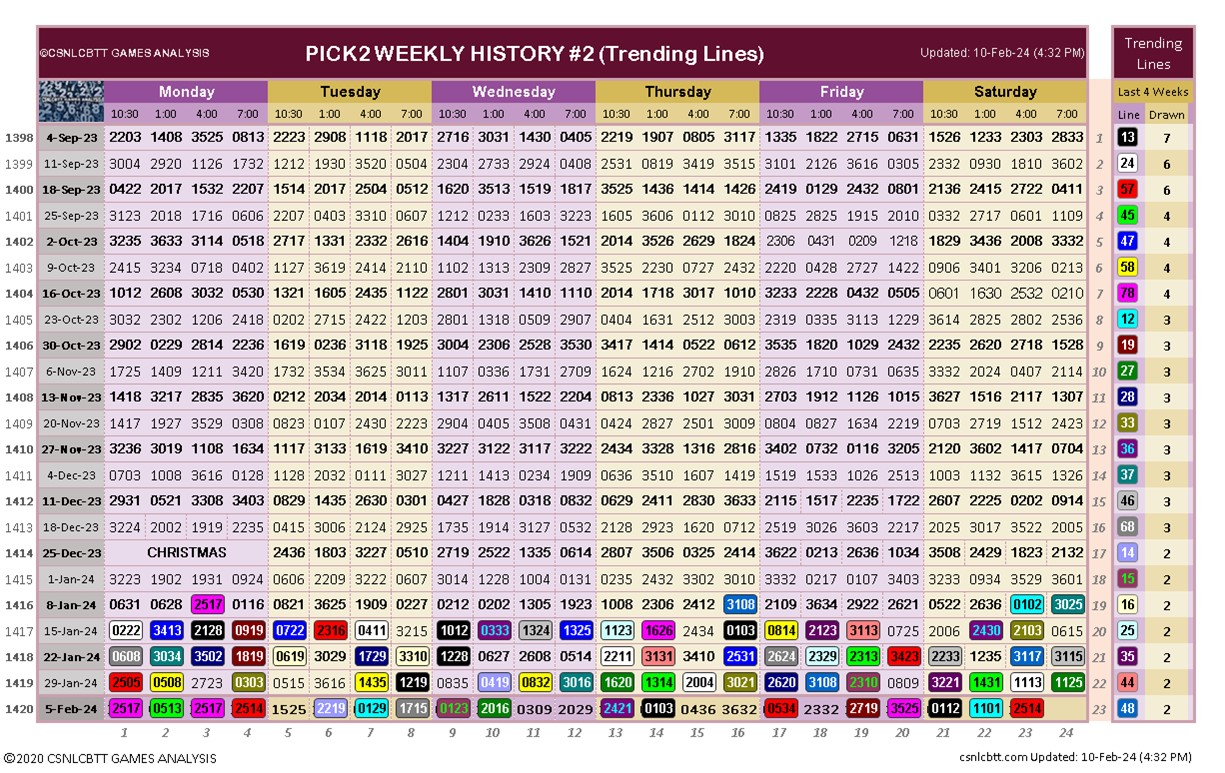 ©CSNLCBTT GAMES ANALYSIS PICK2 WEEKLY HISTORY #2 (Trending Lines) Updated: 10-Feb-24 (4:32 PM) Trending Lines
Monday Tuesday Wednesday Thursday Friday Saturday Last 4 Weeks
10:30 1:00 4:00 7:00 10:30 1:00 4:00 7:00 10:30 1:00 4:00 7:00 10:30 1:00 4:00 7:00 10:30 1:00 4:00 7:00 10:30 1:00 4:00 7:00 Line Drawn
1398 4-Sep-23 2203 1408 3525 0813 2223 2908 1118 2017 2716 3031 1430 0405 2219 1907 0805 3117 1335 1822 2715 0631 1526 1233 2303 2833 1 13 7
1399 11-Sep-23 3004 2920 1126 1732 1212 1930 3520 0504 2304 2733 2924 0408 2531 0819 3419 3515 3101 2126 3616 0305 2332 0930 1810 3602 2 24 6
1400 18-Sep-23 0422 2017 1532 2207 1514 2017 2504 0512 1620 3513 1519 1817 3525 1436 1414 1426 2419 0129 2432 0801 2136 2415 2722 0411 3 57 6
1401 25-Sep-23 3123 2018 1716 0606 2207 0403 3310 0607 1212 0233 1603 3223 1605 3606 0112 3010 0825 2825 1915 2010 0332 2717 0601 1109 4 45 4
1402 2-Oct-23 3235 3633 3114 0518 2717 1331 2332 2616 1404 1910 3626 1521 2014 3526 2629 1824 2306 0431 0209 1218 1829 3436 2008 3332 5 47 4
1403 9-Oct-23 2415 3234 0718 0402 1127 3619 2414 2110 1102 1313 2309 2827 3525 2230 0727 2432 2220 0428 2727 1422 0906 3401 3206 0213 6 58 4
1404 16-Oct-23 1012 2608 3032 0530 1321 1605 2435 1122 2801 3031 1410 1110 2014 1718 3017 1010 3233 2228 0432 0505 0601 1630 2532 0210 7 78 4
1405 23-Oct-23 3032 2302 1206 2418 0202 2715 2422 1203 2801 1318 0509 2907 0404 1631 2512 3003 2319 0335 3113 1229 3614 2825 2802 2536 8 12 3
1406 30-Oct-23 2902 0229 2814 2236 1619 0236 3118 1925 3004 2306 2528 3530 3417 1414 0522 0612 3535 1820 1029 2432 2235 2620 2718 1528 9 19 3
1407 6-Nov-23 1725 1409 1211 3420 1732 3534 3625 3011 1107 0336 1731 2709 1624 1216 2702 1910 2826 1710 0731 0635 3332 2024 0407 2114 10 27 3
1408 13-Nov-23 1418 3217 2835 3620 0212 2034 2014 0113 1317 2611 1522 2204 0813 2336 1027 3031 2703 1912 1126 1015 3627 1516 2117 1307 11 28 3
1409 20-Nov-23 1417 1927 3529 0308 0823 0107 2430 2223 2904 0405 3508 0431 0424 2827 2501 3009 0804 0827 1634 2219 0703 2719 1512 2423 12 33 3
1410 27-Nov-23 3236 3019 1108 1634 1117 3133 1619 3413 3227 3122 3117 3222 2434 3328 1316 2816 3402 0732 0116 3205 2120 3602 1417 0704 13 36 3
1411 4-Dec-23 0703 1008 3616 0128 1128 2032 0111 3027 1211 1413 0234 1909 0636 3510 1607 1419 1519 1533 1026 2513 1003 1132 3615 1326 14 37 3
1412 11-Dec-23 2931 0521 3308 3403 0829 1435 2630 0301 0427 1828 0318 0832 0629 2411 2830 3633 2115 1517 2235 1722 2607 2225 0202 0914 15 46 3
1413 18-Dec-23 3224 2002 1919 2235 0415 3006 2124 2925 1735 1914 3127 0532 2128 2923 1620 0712 2519 3026 3603 2217 2025 3017 3522 2005 16 68 3
1414 25-Dec-23 CHRISTMAS 2436 1803 3227 0510 2719 2522 1335 0614 2807 3506 0325 2414 3622 0213 2636 1034 3508 2429 1823 2132 17 14 2
1415 1-Jan-24 3223 1902 1931 0924 0606 2209 3222 0607 3014 1228 1004 0131 0235 2432 3302 3010 3332 0217 0107 3403 3233 0934 3529 3601 18 15 2
1416 8-Jan-24 0631 0628 2517 0116 0821 3625 1909 0227 0212 0202 1305 1923 1008 2306 2412 3108 2109 3634 2922 2621 0522 2636 0102 3025 19 16 2
1417 15-Jan-24 0222 3413 2128 0919 0722 2316 0411 3215 1012 0333 1324 1325 1123 1626 2434 0103 0814 2123 3113 0725 2006 2430 2103 0615 20 25 2
1418 22-Jan-24 0608 3034 3502 1819 0619 3029 1729 3310 1228 0627 2608 0514 2211 3131 3410 2531 2624 2329 2313 3423 2233 1235 3117 3115 21 35 2
1419 29-Jan-24 2505 0508 2723 0303 0515 3616 1435 1219 0835 0419 0832 3016 1620 1314 2004 3021 2620 3108 2310 0809 3221 1431 1113 1125 22 44 2
1420 5-Feb-24 2517 0513 2517 2514 1525 2219 0129 1715 0123 2016 0309 2029 2421 0103 0436 3632 0534 2332 2719 3525 0112 1101 2514 23 48 2
1 2 3 4 5 6 7 8 9 10 11 12 13 14 15 16 17 18 19 20 21 22 23 24
©2020 CSNLCBTT GAMES ANALYSIS csnlcbtt.com Updated: 10-Feb-24 (4:32 PM)